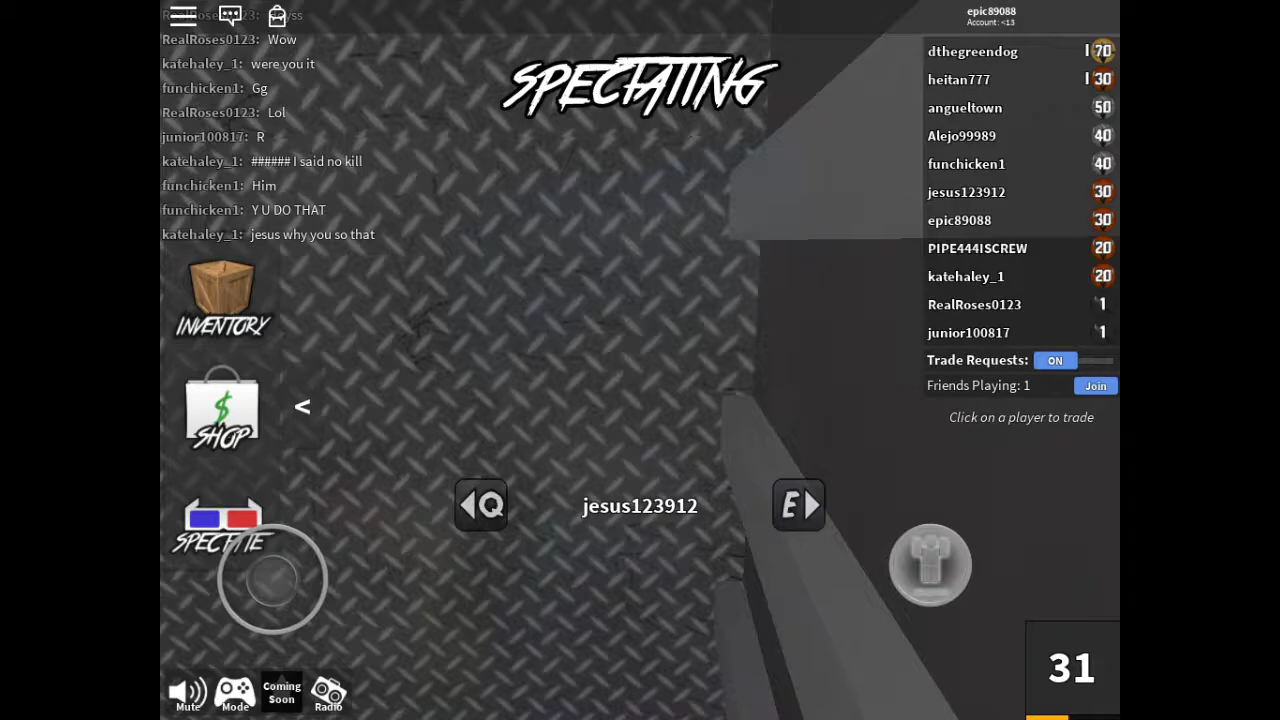 epic89088
Account: <13
RealRoses0123:
RealRoses0123: Wow
katehaley_1: were you it
funchicken1: Gg
RealRoses0123: Lol
junior100817: R
katehaley_1: ###### I said no kill
funchicken1: Him
funchicken1: Y U DO THAT
katehaley_1: jesus why you so that
SPECTATING
dthegreendog 70
heitan777 30
angueltown 50
Alejo99989 40
funchicken1 40
jesus123912 30
epic89088 30
PIPE444ISCREW 20
katehaley_1 20
RealRoses0123 1
junior100817 1
Trade Requests: ON
Friends Playing: 1 Join
Click on a player to trade
INVENTORY
$
SHOP
<
Q jesus123912 E
31
Mute
Mode
Coming
Soon
Radio